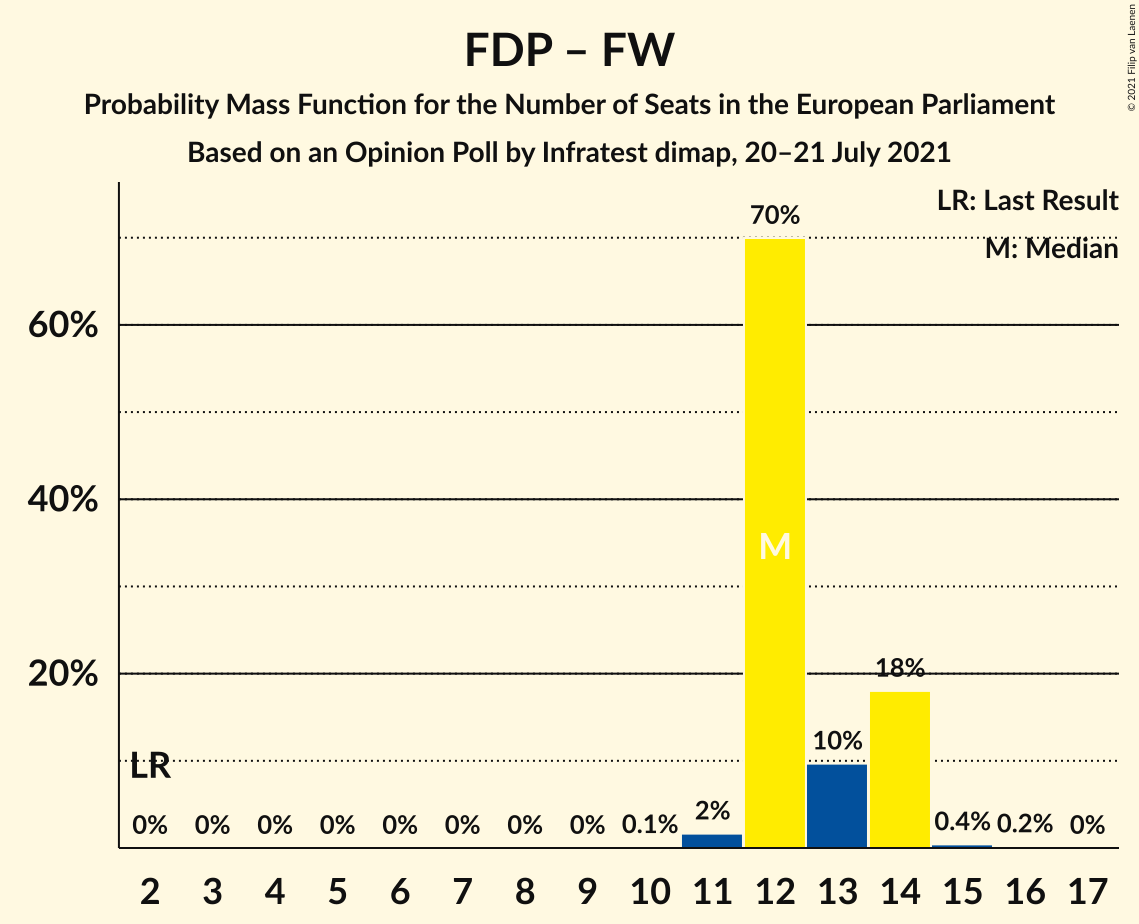 FDP – FW
Probability Mass Function for the Number of Seats in the European Parliament
Based on an Opinion Poll by Infratest dimap, 20–21 July 2021
© 2021 Filip van Laenen
LR: Last Result
M: Median
70%
60%
40%
M
20%
18%
10%
LR
0% 0% 0% 0% 0% 0% 0% 0% 0.1% 2% 0.4% 0.2% 0%
2 3 4 5 6 7 8 9 10 11 12 13 14 15 16 17